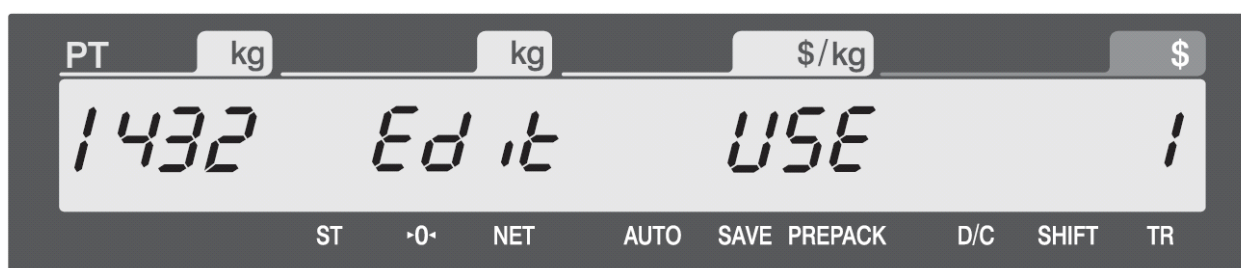 PT kg kg $/kg $
1432 Edit USE 1
ST ▸0◂ NET AUTO SAVE PREPACK D/C SHIFT TR